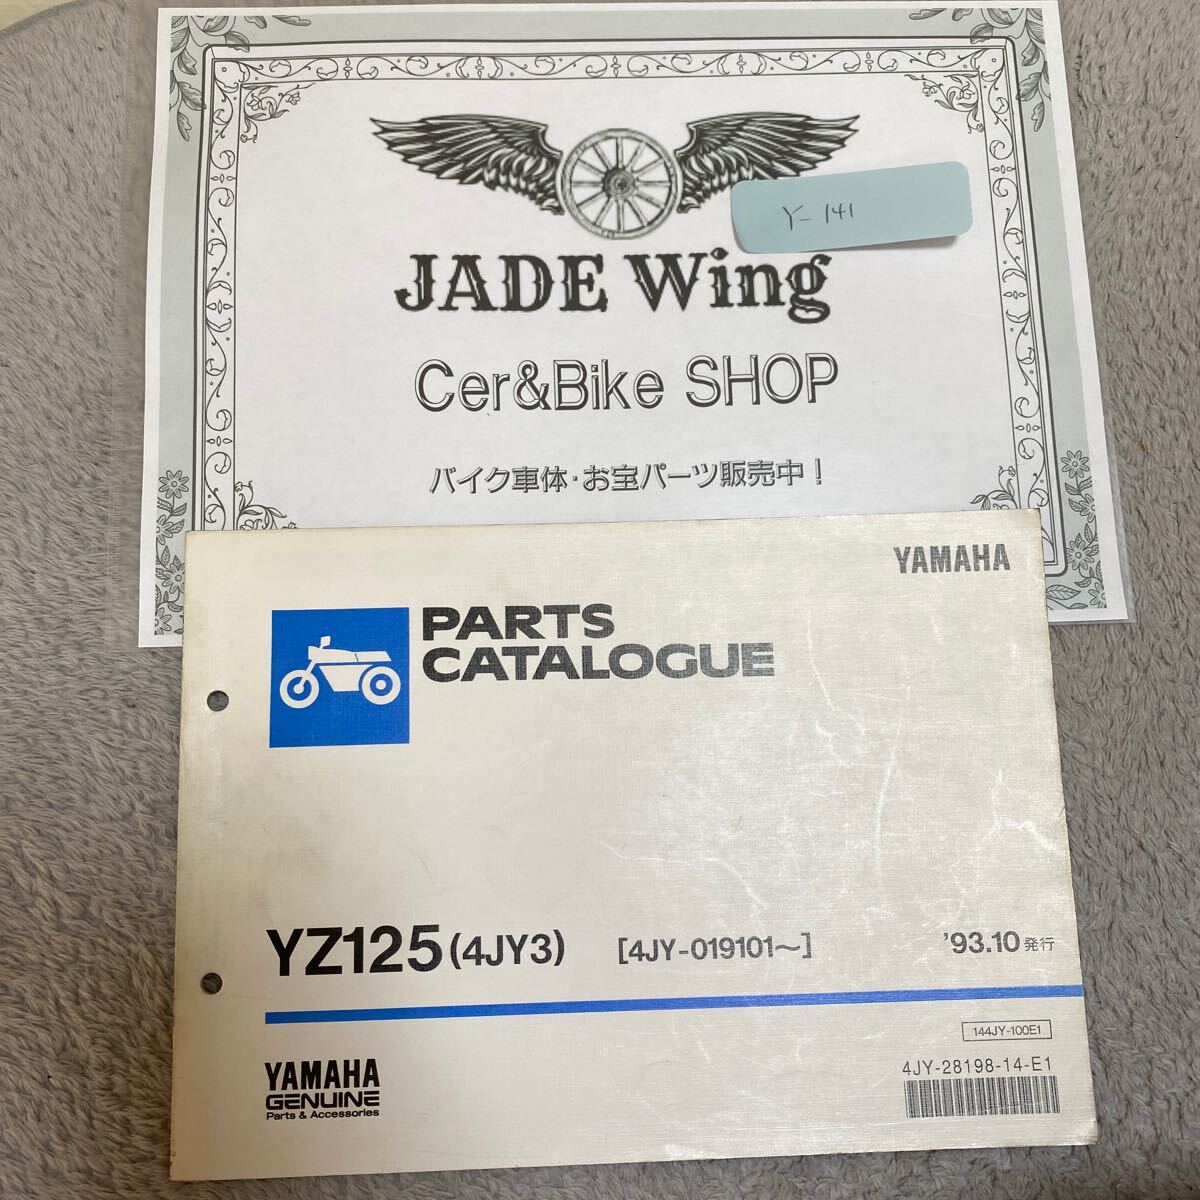 Y-141
JADE Wing
Cer&Bike SHOP
バイク車体・お宝パーツ販売中！
YAMAHA
PARTS
CATALOGUE
YZ125 (4JY3) [4JY-019101～] '93.10 発行
144JY-100E1
4JY-28198-14-E1
YAMAHA
GENUINE
Parts & Accessories